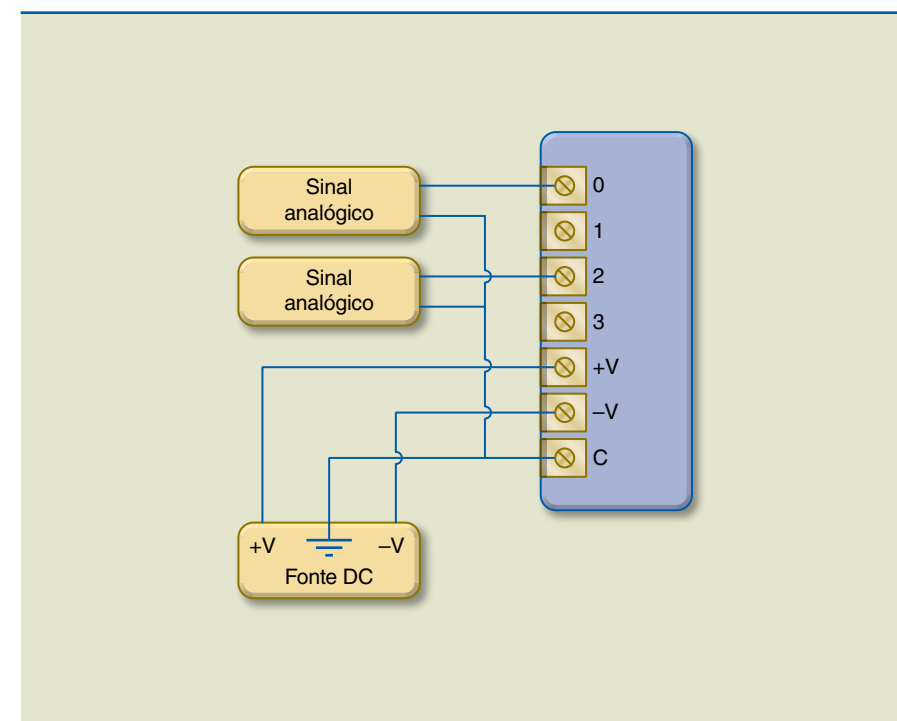 Sinal
analógico
0
1
Sinal
analógico
2
3
+V
–V
C
+V –V
Fonte DC